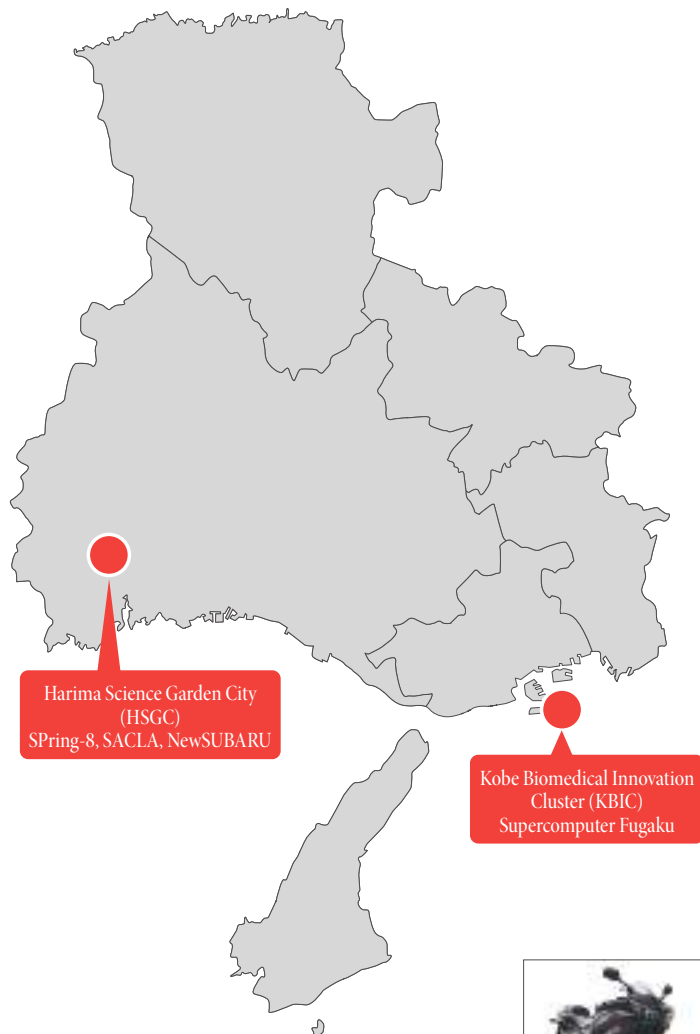 Harima Science Garden City
(HSGC)
SPring-8, SACLA, NewSUBARU
Kobe Biomedical Innovation
Cluster (KBIC)
Supercomputer Fugaku